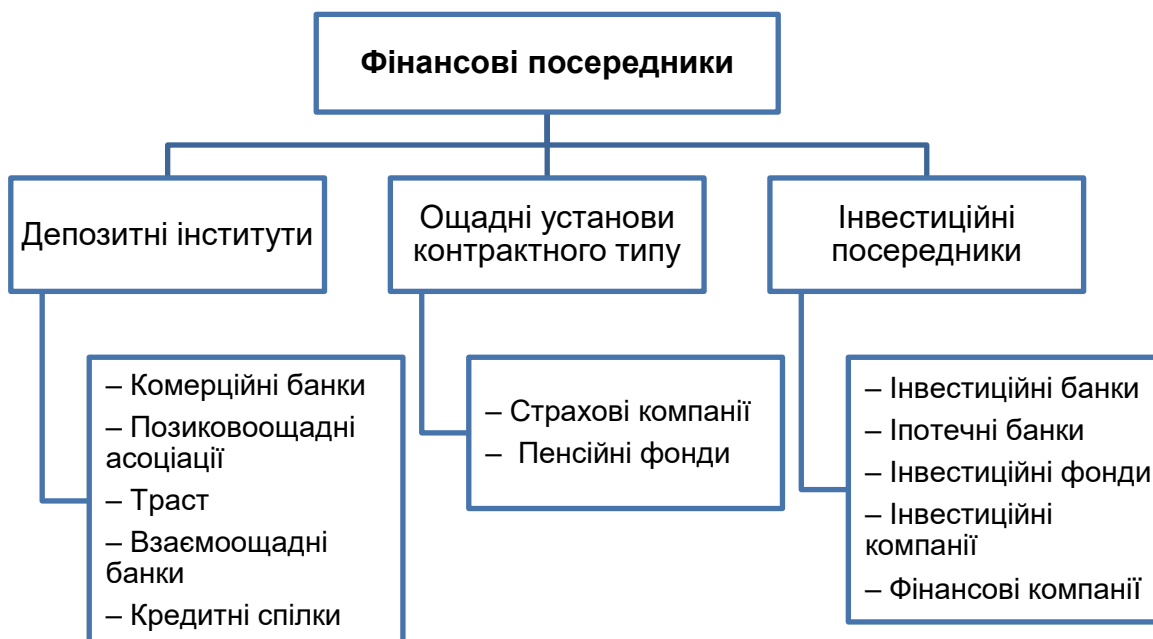 Фінансові посередники
Депозитні інститути
Ощадні установи
контрактного типу
Інвестиційні
посередники
– Комерційні банки
– Позиковоощадні
асоціації
– Траст
– Взаємоощадні
банки
– Кредитні спілки
– Страхові компанії
– Пенсійні фонди
– Інвестиційні банки
– Іпотечні банки
– Інвестиційні фонди
– Інвестиційні
компанії
– Фінансові компанії